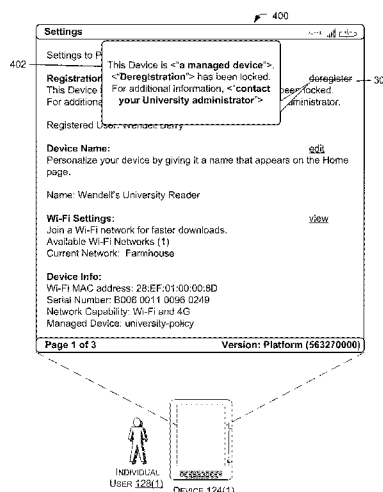 400
Settings
402
Settings to P
This Device is <"a managed device">.
<"Deregistration"> has been locked.
For additional information, <"contact
your University administrator">
Registration
deregister
30
This Device
been locked.
For additiona
administrator.
Registered User: Wendell Berry
Device Name:
edit
Personalize your device by giving it a name that appears on the Home
page.
Name: Wendell's University Reader
Wi-Fi Settings:
view
Join a Wi-Fi network for faster downloads.
Available Wi-Fi Networks (1)
Current Network: Farmhouse
Device Info:
Wi-Fi MAC address: 28:EF:01:00:00:8D
Serial Number: B006 0011 0096 0249
Network Capability: Wi-Fi and 4G
Managed Device: university-policy
Page 1 of 3
Version: Platform (563270000)
INDIVIDUAL
USER 128(1)
DEVICE 124(1)